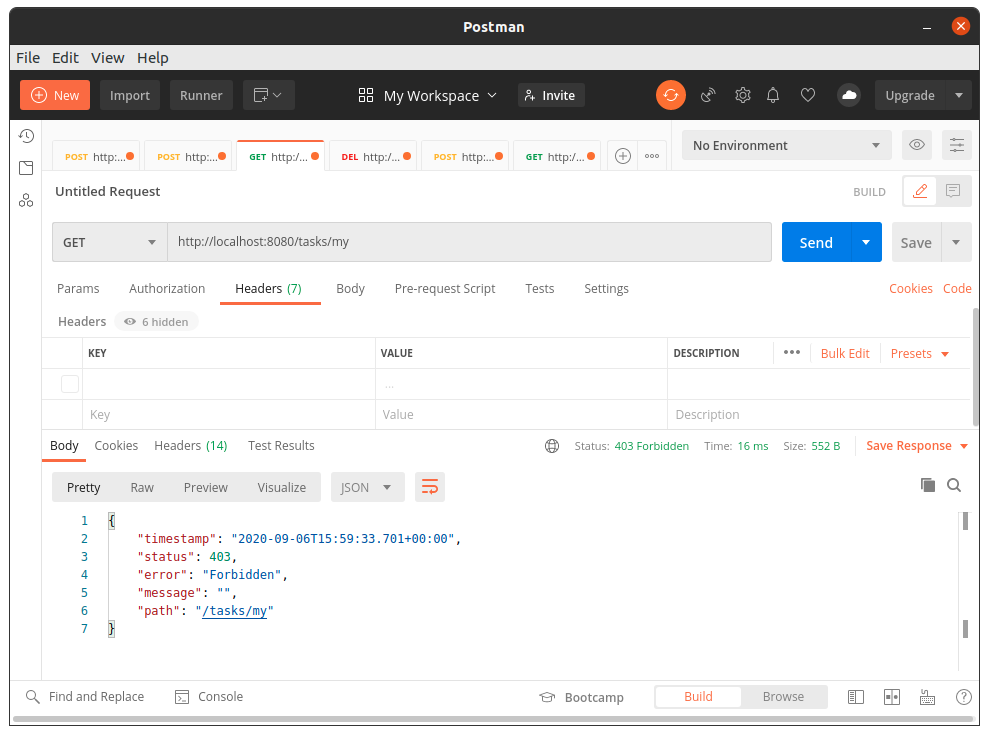 Postman
File Edit View Help
New Import Runner My Workspace Invite Upgrade
POST http:... POST http:... GET http:/... DEL http:/... POST http:... GET http:/... No Environment
Untitled Request BUILD
GET http://localhost:8080/tasks/my Send Save
Params Authorization Headers (7) Body Pre-request Script Tests Settings Cookies Code
Headers 6 hidden
KEY VALUE DESCRIPTION ••• Bulk Edit Presets
...
Key Value Description
Body Cookies Headers (14) Test Results Status: 403 Forbidden Time: 16 ms Size: 552 B Save Response
Pretty Raw Preview Visualize JSON
1 {
2 "timestamp": "2020-09-06T15:59:33.701+00:00",
3 "status": 403,
4 "error": "Forbidden",
5 "message": "",
6 "path": "/tasks/my"
7 }
Find and Replace Console Bootcamp Build Browse